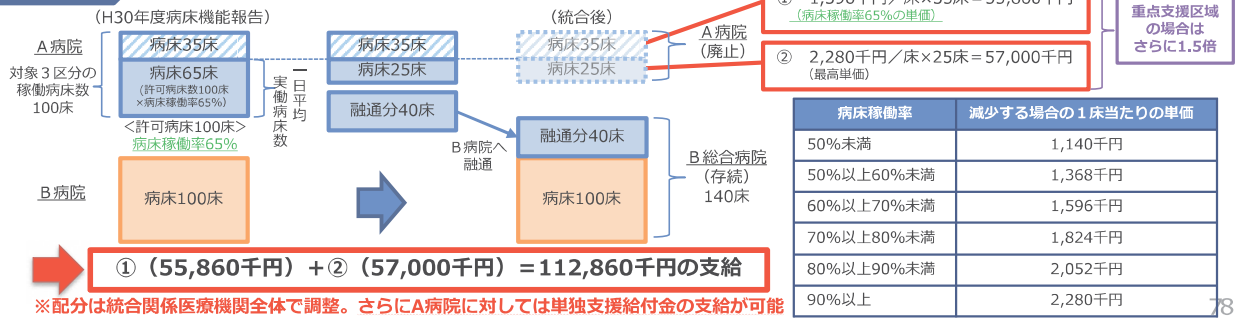 （H30年度病床機能報告）
A病院
対象３区分の
稼働病床数
100床
病床35床
病床65床
（許可病床数100床
×病床稼働率65%）
一日平均
実働病床数
＜許可病床100床＞
病床稼働率65%
B病院
病床100床
病床35床
病床25床
融通分40床
B病院へ
融通
（統合後）
病床35床
病床25床
A病院
（廃止）
融通分40床
病床100床
B総合病院
（存続）
140床
（病床稼働率65%の単価）
②　2,280千円／床×25床＝57,000千円
（最高単価）
重点支援区域
の場合は
さらに1.5倍
病床稼働率　減少する場合の１床当たりの単価
50%未満　1,140千円
50%以上60%未満　1,368千円
60%以上70%未満　1,596千円
70%以上80%未満　1,824千円
80%以上90%未満　2,052千円
90%以上　2,280千円
①（55,860千円）＋②（57,000千円）＝112,860千円の支給
※配分は統合関係医療機関全体で調整。さらにA病院に対しては単独支援給付金の支給が可能
78